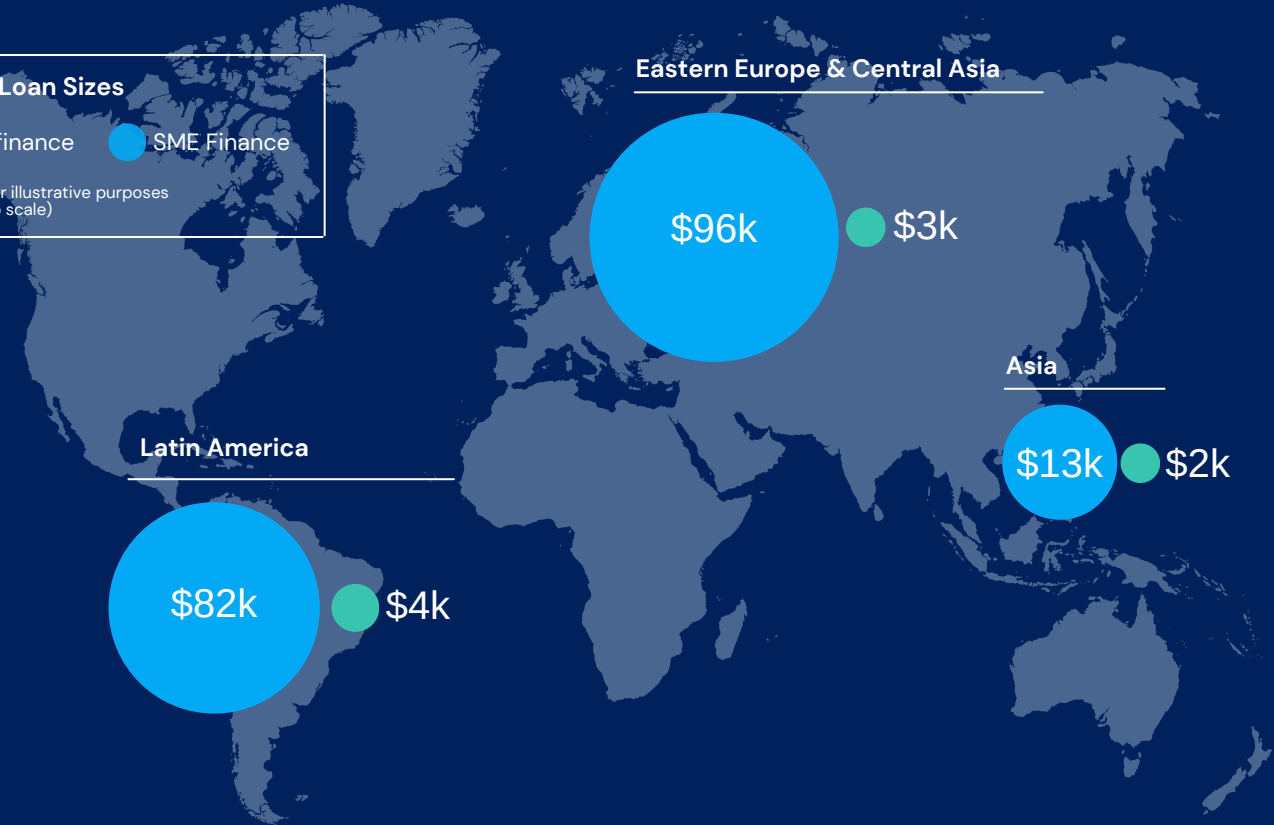 Loan Sizes
finance
SME Finance
r illustrative purposes
scale)
Eastern Europe & Central Asia
$96k
$3k
Asia
$13k
$2k
Latin America
$82k
$4k